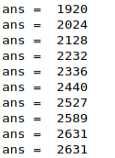 ans =  1920
ans =  2024
ans =  2128
ans =  2232
ans =  2336
ans =  2440
ans =  2527
ans =  2589
ans =  2631
ans =  2631